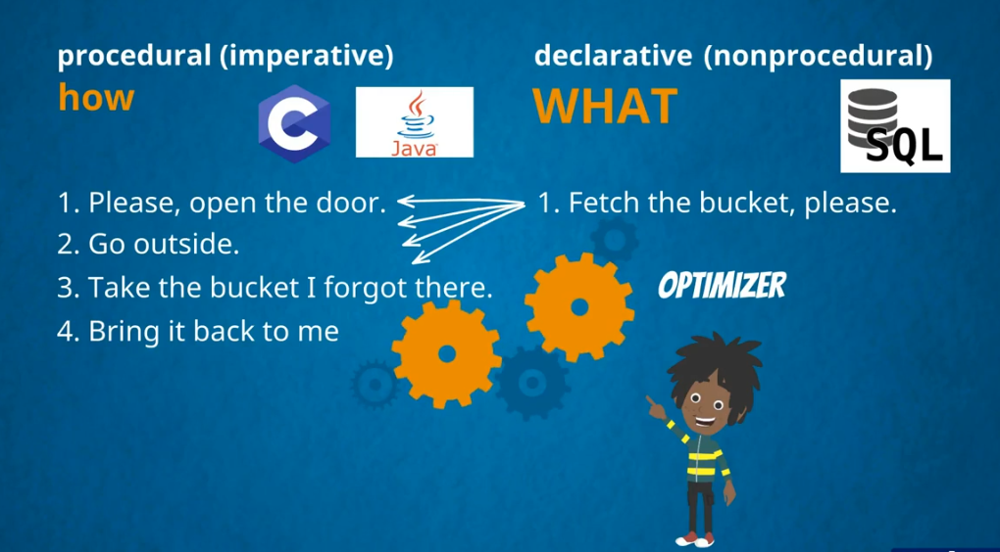 procedural (imperative)
how
Java
1. Please, open the door.
2. Go outside.
3. Take the bucket I forgot there.
4. Bring it back to me
declarative (nonprocedural)
WHAT
SQL
1. Fetch the bucket, please.
OPTIMIZER